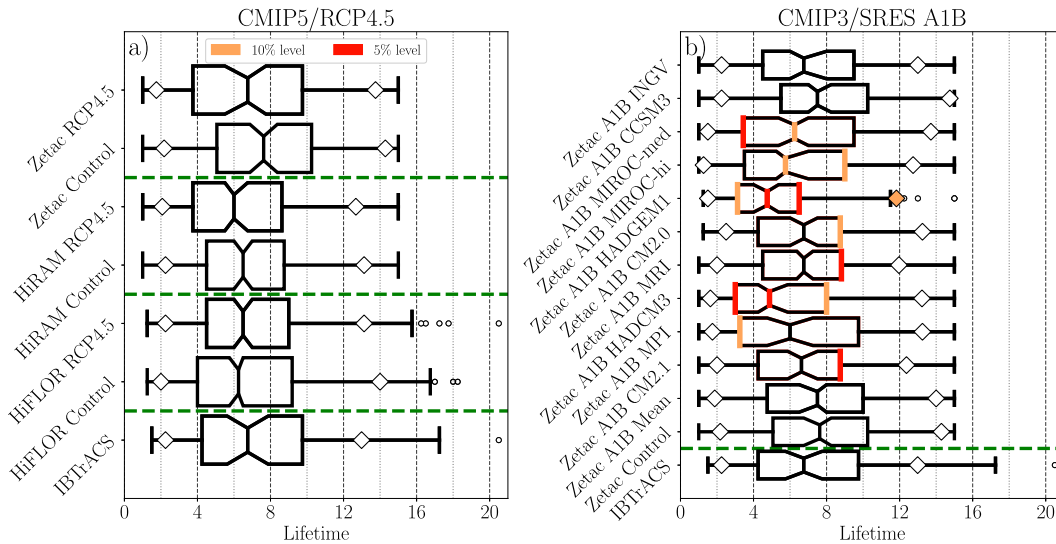 CMIP5/RCP4.5
a)
10% level
5% level
Zetac RCP4.5
Zetac Control
HiRAM RCP4.5
HiRAM Control
HiFLOR RCP4.5
HiFLOR Control
IBTrACS
0 4 8 12 16 20
Lifetime
CMIP3/SRES A1B
b)
Zetac A1B INGV
Zetac A1B CCSM3
Zetac A1B MIROC-med
Zetac A1B MIROC-hi
Zetac A1B HADGEM1
Zetac A1B CM2.0
Zetac A1B MRI
Zetac A1B HADCM3
Zetac A1B MPI
Zetac A1B CM2.1
Zetac A1B Mean
Zetac Control
IBTrACS
0 4 8 12 16 20
Lifetime